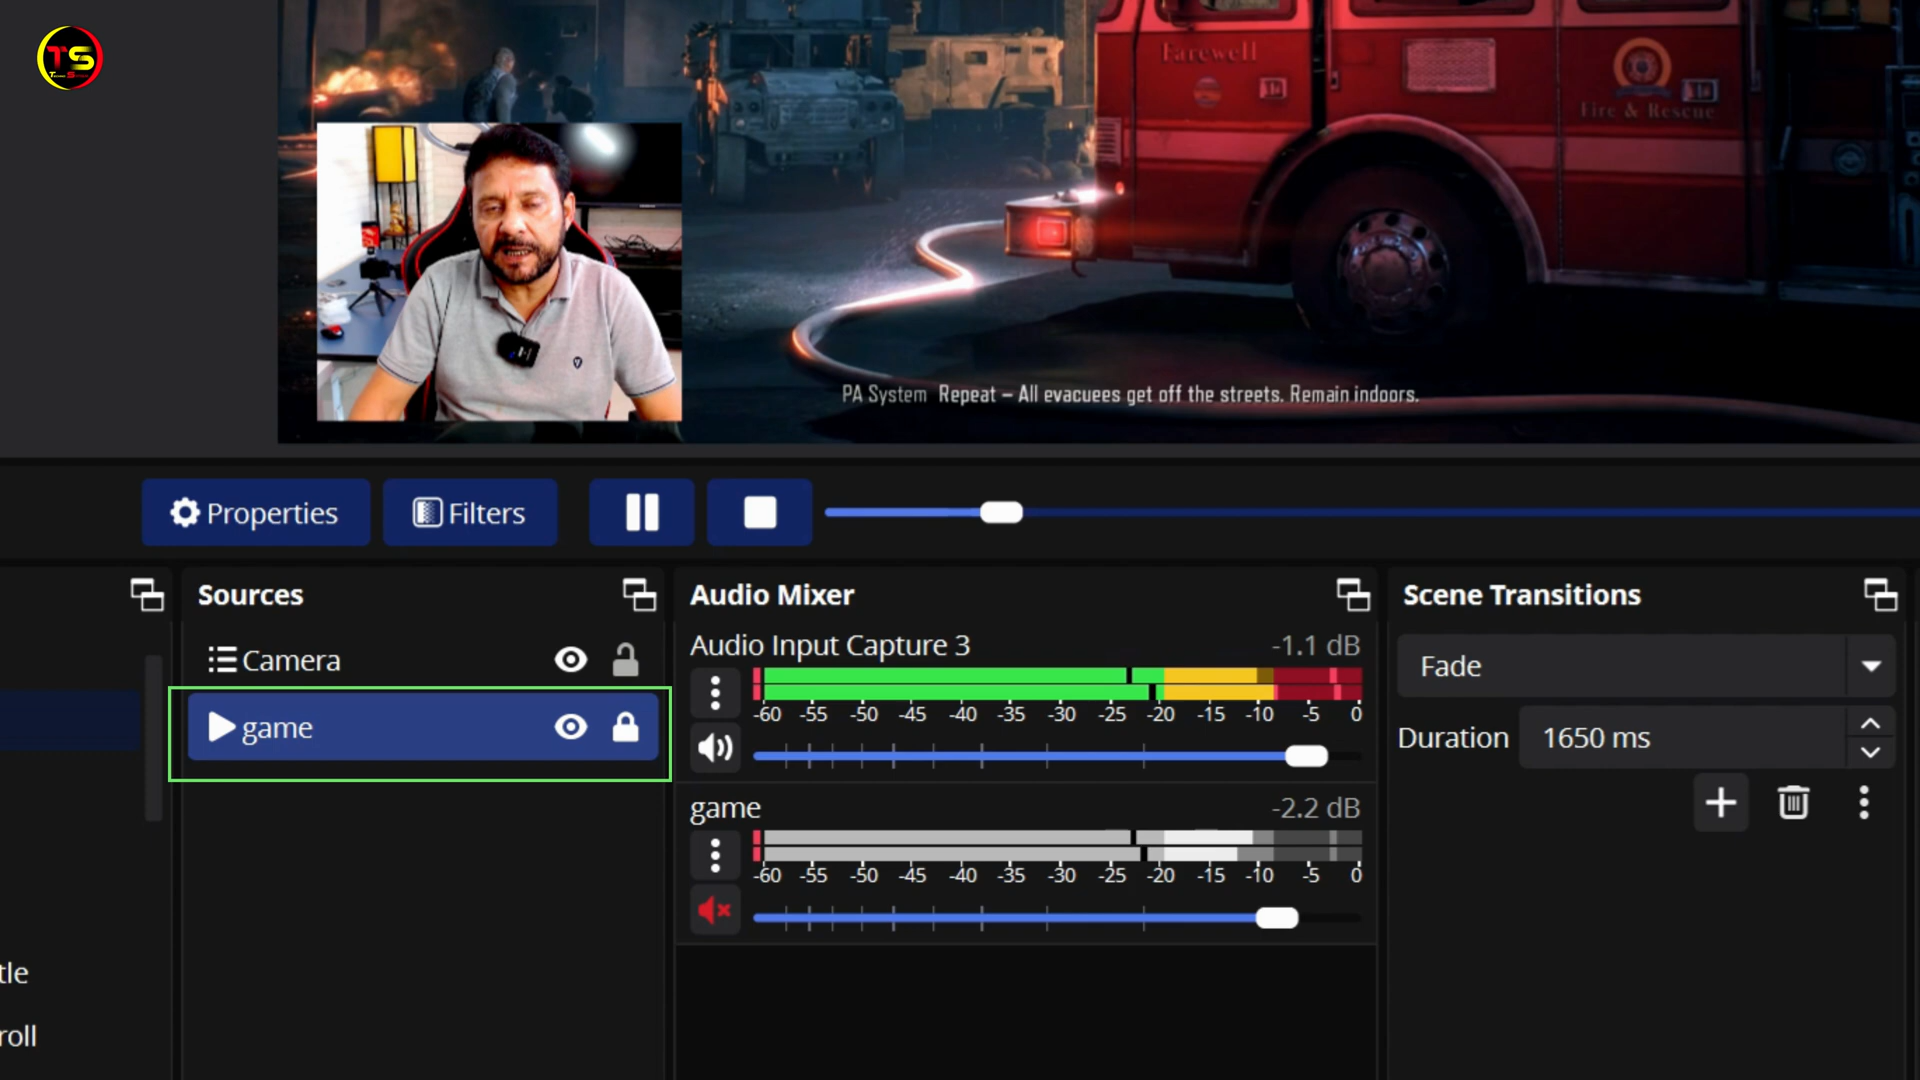 TS
Farewell
Fire & Rescue
PA System Repeat – All evacuees get off the streets. Remain indoors.
Properties
Filters
Sources
Audio Mixer
Scene Transitions
Camera
game
Audio Input Capture 3
-1.1 dB
-60 -55 -50 -45 -40 -35 -30 -25 -20 -15 -10 -5 0
game
-2.2 dB
-60 -55 -50 -45 -40 -35 -30 -25 -20 -15 -10 -5 0
Fade
Duration 1650 ms
tle
roll